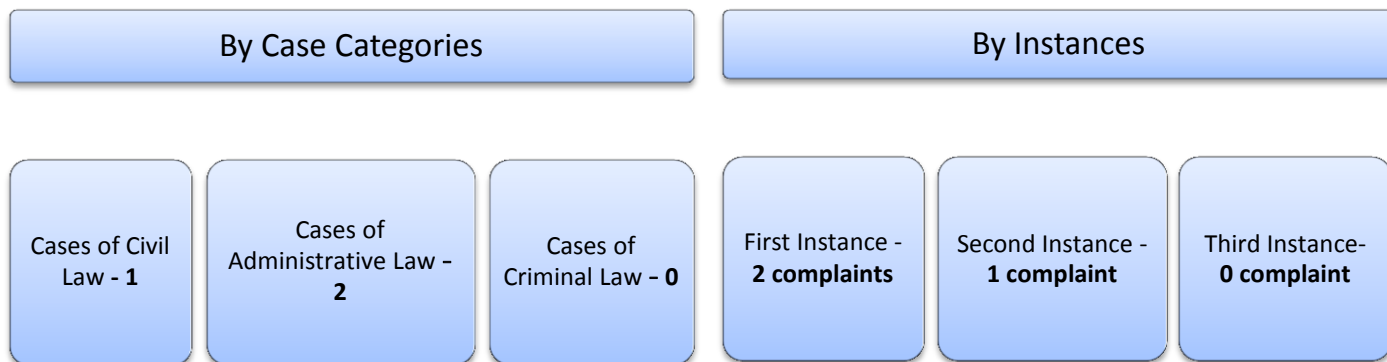 By Case Categories
By Instances
Cases of Civil
Law - 1
Cases of
Administrative Law –
2
Cases of
Criminal Law – 0
First Instance -
2 complaints
Second Instance -
1 complaint
Third Instance-
0 complaint